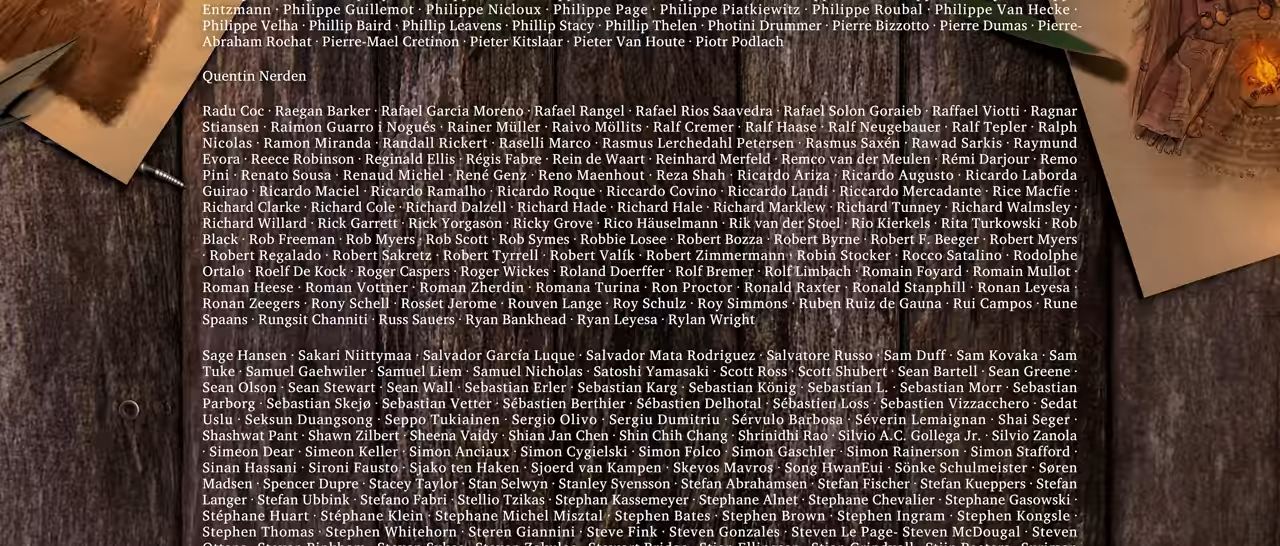 Entzmann · Philippe Guillemot · Philippe Nicloux · Philippe Page · Philippe Piatkiewitz · Philippe Roubal · Philippe Van Hecke ·
Philippe Velha · Phillip Baird · Phillip Leavens · Phillip Stacy · Phillip Thelen · Photini Drummer · Pierre Bizzotto · Pierre Dumas · Pierre-
Abraham Rochat · Pierre-Mael Cretinon · Pieter Kitslaar · Pieter Van Houte · Piotr Podlach
Quentin Nerden
Radu Coc · Raegan Barker · Rafael Garcia Moreno · Rafael Rangel · Rafael Rios Saavedra · Rafael Solon Goraieb · Raffael Viotti · Ragnar
Stiansen · Raimon Guarro i Nogués · Rainer Müller · Raivo Möllits · Ralf Cremer · Ralf Haase · Ralf Neugebauer · Ralf Tepler · Ralph
Nicolas · Ramon Miranda · Randall Rickert · Raselli Marco · Rasmus Lerchedahl Petersen · Rasmus Saxén · Rawad Sarkis · Raymund
Evora · Reece Robinson · Reginald Ellis · Régis Fabre · Rein de Waart · Reinhard Merfeld · Remco van der Meulen · Rémi Darjour · Remo
Pini · Renato Sousa · Renaud Michel · René Genz · Reno Maenhout · Reza Shah · Ricardo Ariza · Ricardo Augusto · Ricardo Laborda
Guirao · Ricardo Maciel · Ricardo Ramalho · Ricardo Roque · Riccardo Covino · Riccardo Landi · Riccardo Mercadante · Rice Macfie ·
Richard Clarke · Richard Cole · Richard Dalzell · Richard Hade · Richard Hale · Richard Marklew · Richard Tunney · Richard Walmsley ·
Richard Willard · Rick Garrett · Rick Yorgason · Ricky Grove · Rico Häuselmann · Rik van der Stoel · Rio Kierkels · Rita Turkowski · Rob
Black · Rob Freeman · Rob Myers · Rob Scott · Rob Symes · Robbie Losee · Robert Bozza · Robert Byrne · Robert F. Beeger · Robert Myers
· Robert Regalado · Robert Sakretz · Robert Tyrrell · Robert Valík · Robert Zimmermann · Robin Stocker · Rocco Satalino · Rodolphe
Ortalo · Roelf De Kock · Roger Caspers · Roger Wickes · Roland Doerffer · Rolf Bremer · Rolf Limbach · Romain Foyard · Romain Mullot ·
Roman Heese · Roman Vottner · Roman Zherdin · Romana Turina · Ron Proctor · Ronald Raxter · Ronald Stanphill · Ronan Leyesa ·
Ronan Zeegers · Rony Schell · Rosset Jerome · Rouven Lange · Roy Schulz · Roy Simmons · Ruben Ruiz de Gauna · Rui Campos · Rune
Spaans · Rungsit Channiti · Russ Sauers · Ryan Bankhead · Ryan Leyesa · Rylan Wright
Sage Hansen · Sakari Niittymaa · Salvador García Luque · Salvador Mata Rodriguez · Salvatore Russo · Sam Duff · Sam Kovaka · Sam
Tuke · Samuel Gaehwiler · Samuel Liem · Samuel Nicholas · Satoshi Yamasaki · Scott Ross · Scott Shubert · Sean Bartell · Sean Greene ·
Sean Olson · Sean Stewart · Sean Wall · Sebastian Erler · Sebastian Karg · Sebastian König · Sebastian L. · Sebastian Morr · Sebastian
Parborg · Sebastian Skejø · Sebastian Vetter · Sébastien Berthier · Sébastien Delhotal · Sébastien Loss · Sebastien Vizzacchero · Sedat
Uslu · Seksun Duangsong · Seppo Tukiainen · Sergio Olivo · Sergiu Dumitriu · Sérvulo Barbosa · Séverin Lemaignan · Shai Seger ·
Shashwat Pant · Shawn Zilbert · Sheena Vaidy · Shian Jan Chen · Shin Chih Chang · Shrinidhi Rao · Silvio A.C. Gollega Jr. · Silvio Zanola
· Simeon Dear · Simeon Keller · Simon Anciaux · Simon Cygielski · Simon Folco · Simon Gaschler · Simon Rainerson · Simon Stafford ·
Sinan Hassani · Sironi Fausto · Sjako ten Haken · Sjoerd van Kampen · Skevos Mavros · Song HwanEui · Sönke Schulmeister · Søren
Madsen · Spencer Dupre · Stacey Taylor · Stan Selwyn · Stanley Svensson · Stefan Abrahamsen · Stefan Fischer · Stefan Kueppers · Stefan
Langer · Stefan Ubbink · Stefano Fabri · Stellio Tzikas · Stephan Kassemeyer · Stephane Alnet · Stephane Chevalier · Stephane Gasowski ·
Stéphane Huart · Stéphane Klein · Stephane Michel Misztal · Stephen Bates · Stephen Brown · Stephen Ingram · Stephen Kongsle ·
Stephen Thomas · Stephen Whitehorn · Steren Giannini · Steve Fink · Steven Gonzales · Steven Le Page- Steven McDougal · Steven